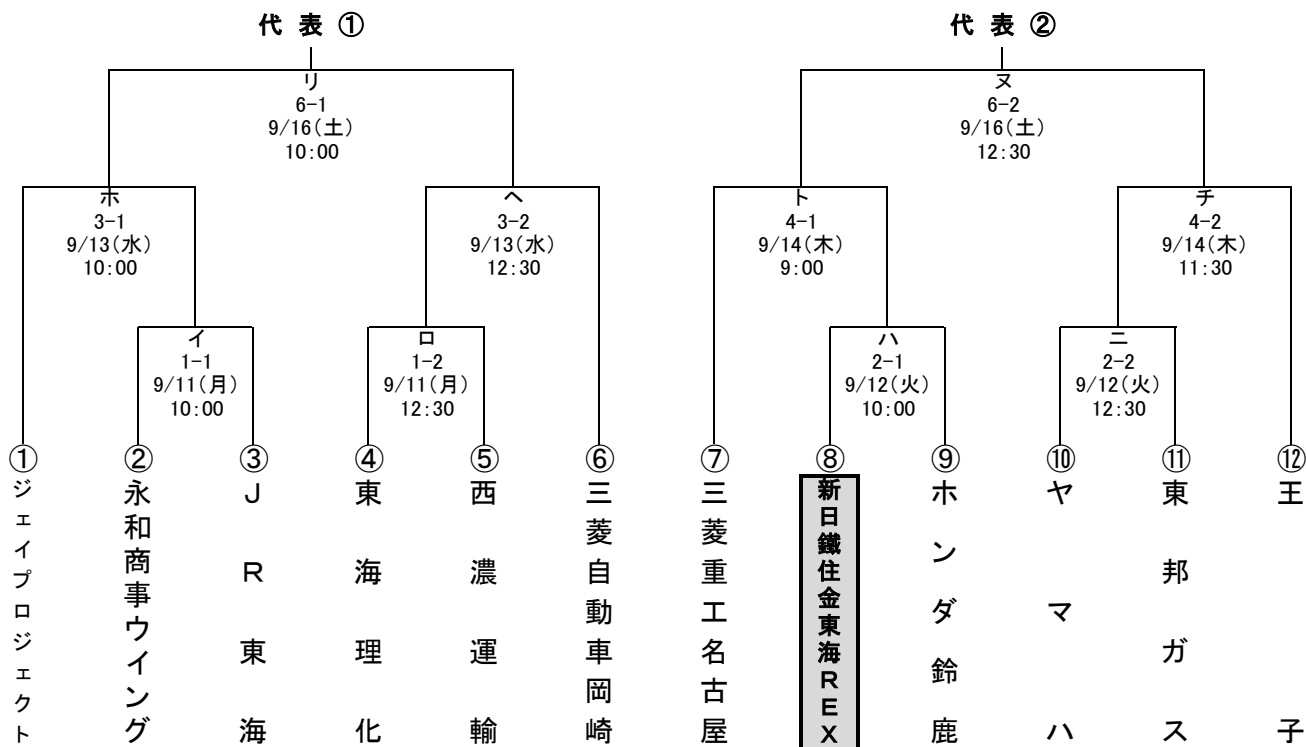 代 表 ①
代 表 ②
リ
6-1
9/16(土)
10:00
ヌ
6-2
9/16(土)
12:30
ホ
3-1
9/13(水)
10:00
ヘ
3-2
9/13(水)
12:30
ト
4-1
9/14(木)
9:00
チ
4-2
9/14(木)
11:30
イ
1-1
9/11(月)
10:00
ロ
1-2
9/11(月)
12:30
ハ
2-1
9/12(火)
10:00
ニ
2-2
9/12(火)
12:30
①
ジェイプロジェクト
②
永和商事ウイング
③
JR東海
④
東海理化
⑤
西濃運輸
⑥
三菱自動車岡崎
⑦
三菱重工名古屋
⑧
新日鐵住金東海REX
⑨
ホンダ鈴鹿
⑩
ヤマハ
⑪
東邦ガス
⑫
王子